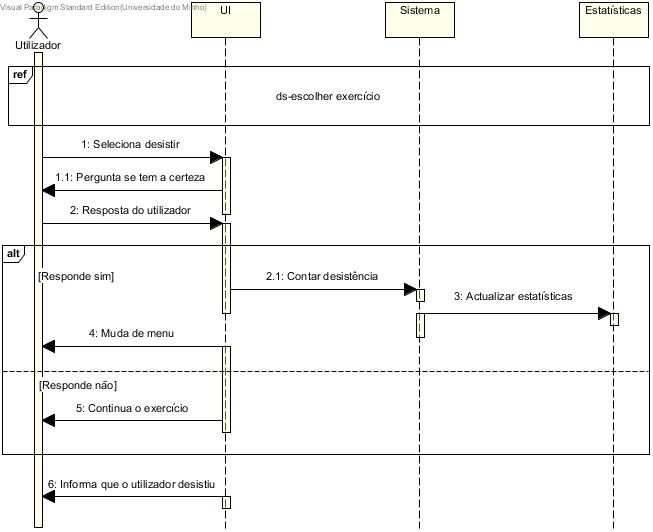 Visual Paradigm Standard Edition(Universidade do Minho)
UI
Sistema
Estatísticas
Utilizador
ref
ds-escolher exercício
1: Seleciona desistir
1.1: Pergunta se tem a certeza
2: Resposta do utilizador
alt
[Responde sim]
2.1: Contar desistência
3: Actualizar estatísticas
4: Muda de menu
[Responde não]
5: Continua o exercício
6: Informa que o utilizador desistiu